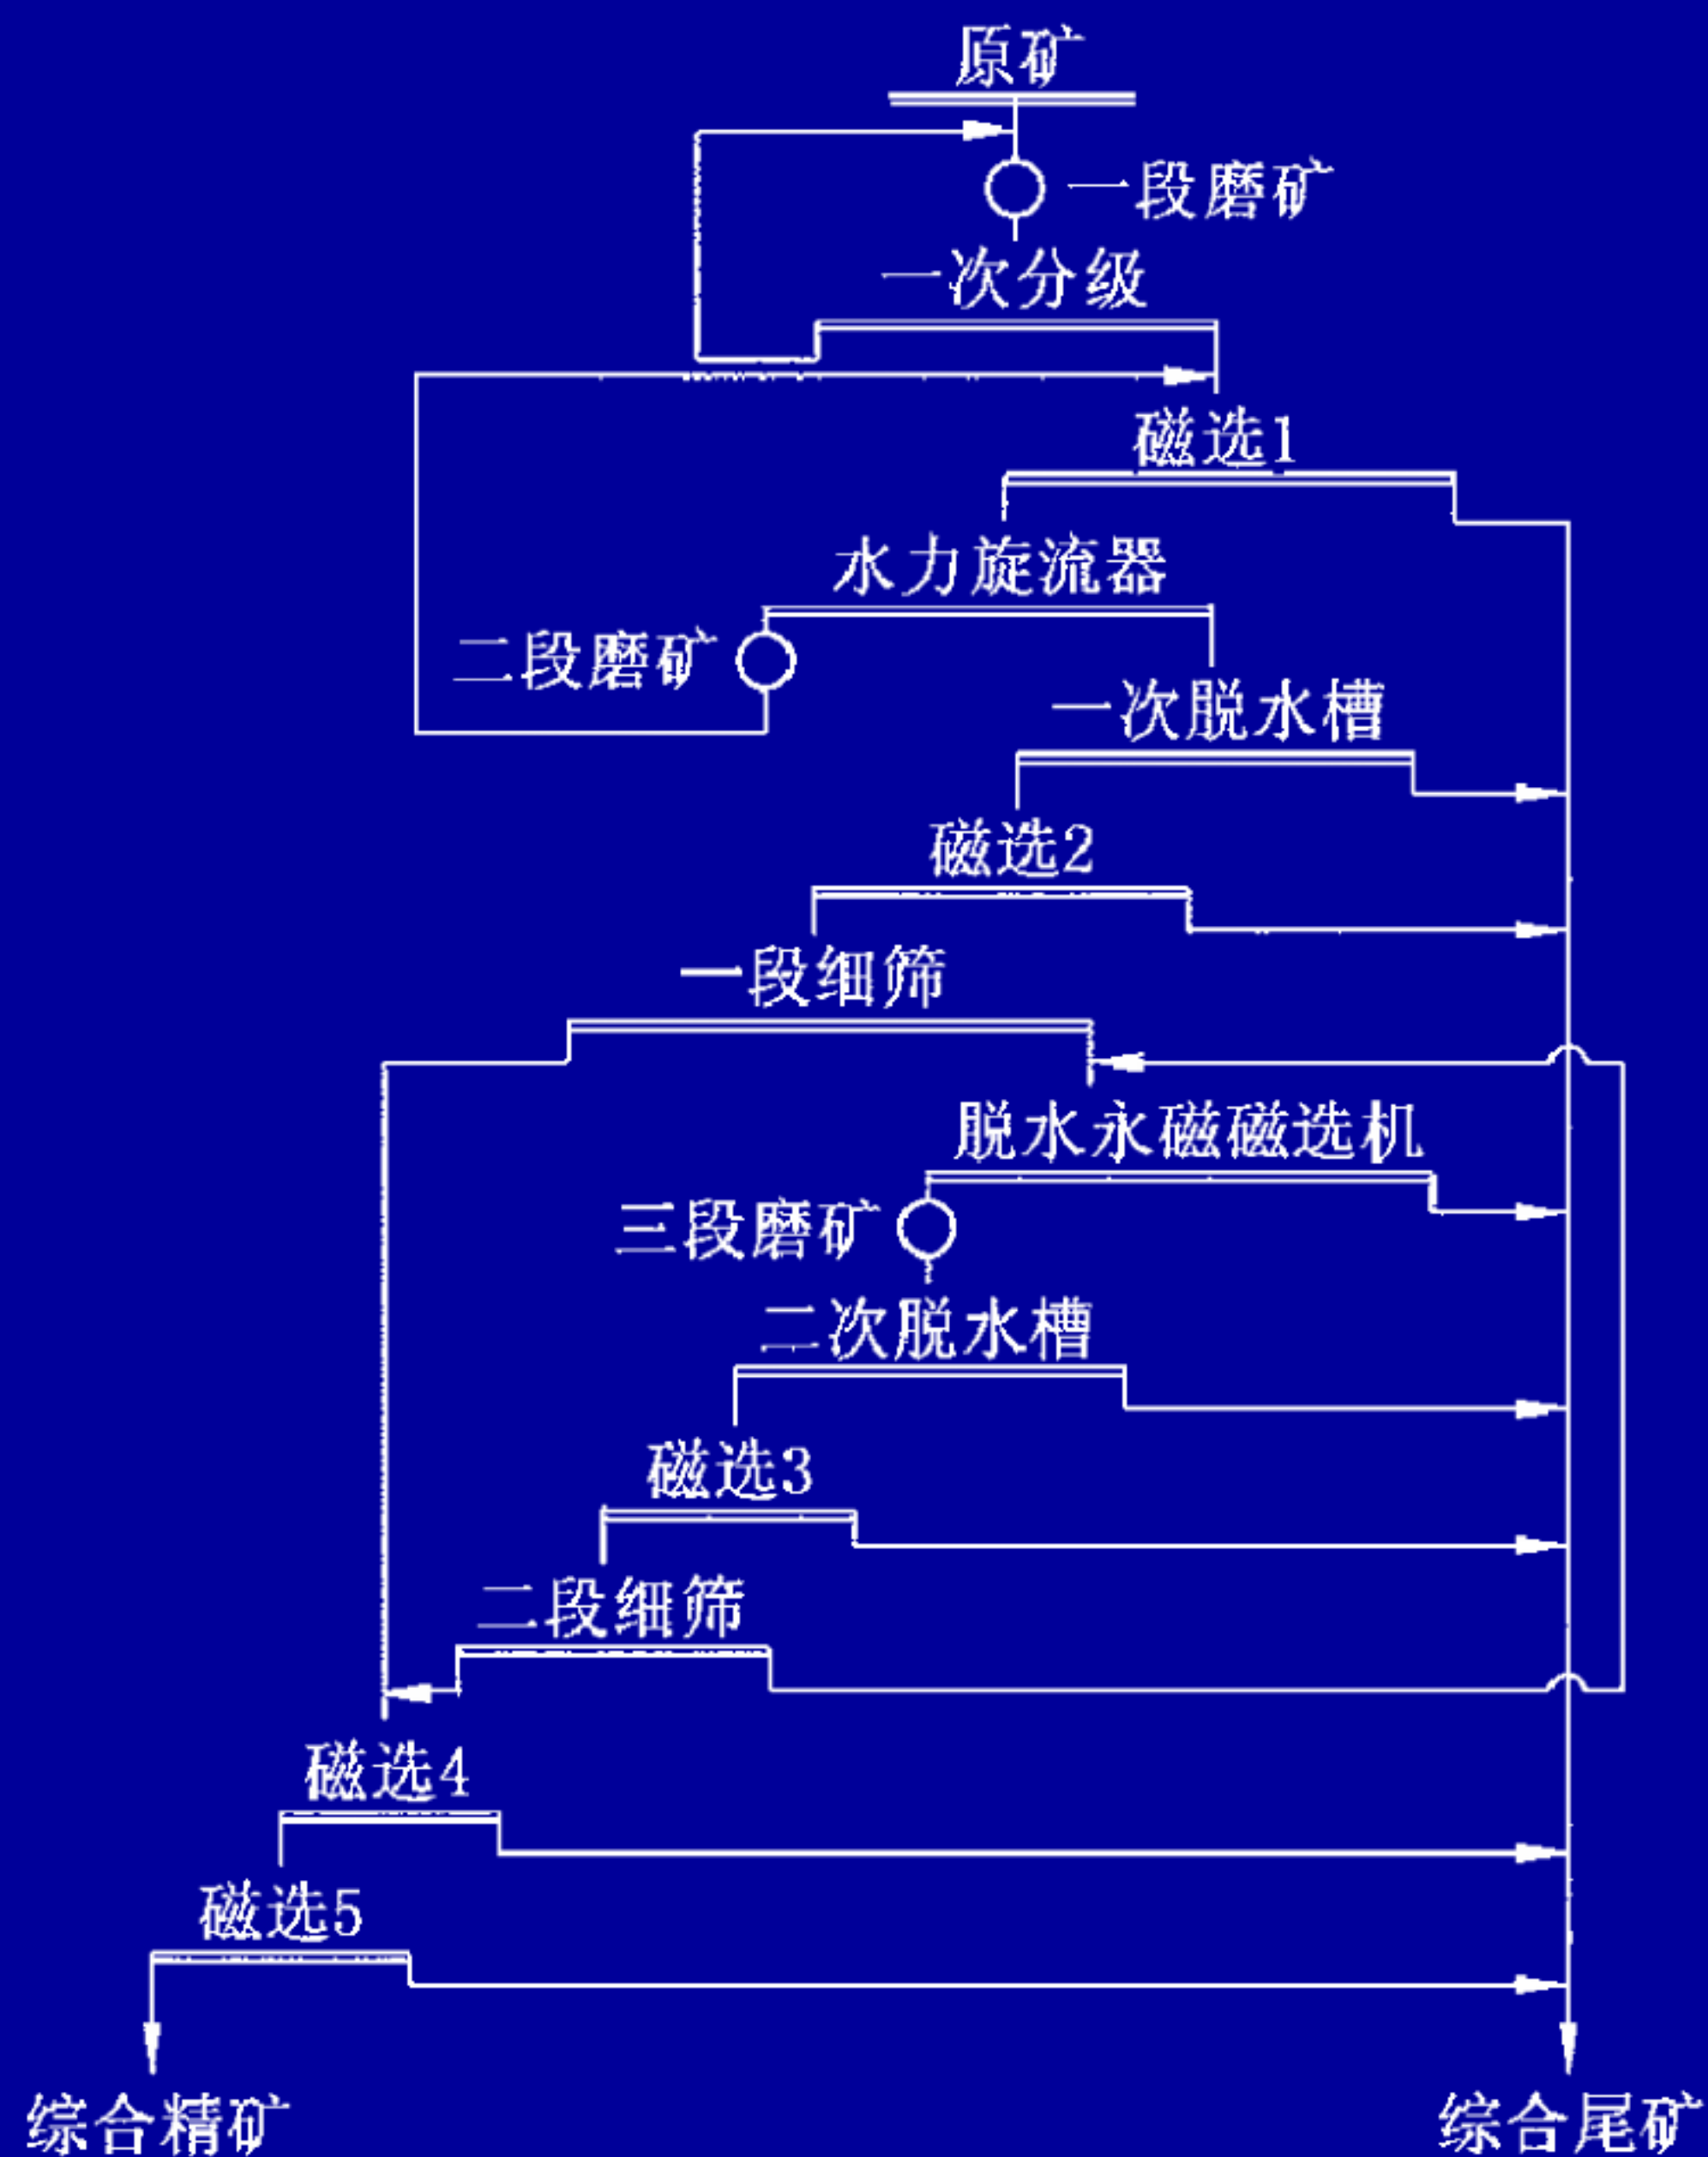 原矿
一段磨矿
一次分级
磁选1
水力旋流器
二段磨矿
一次脱水槽
磁选2
一段细筛
脱水永磁磁选机
三段磨矿
二次脱水槽
磁选3
二段细筛
磁选4
磁选5
综合精矿
综合尾矿